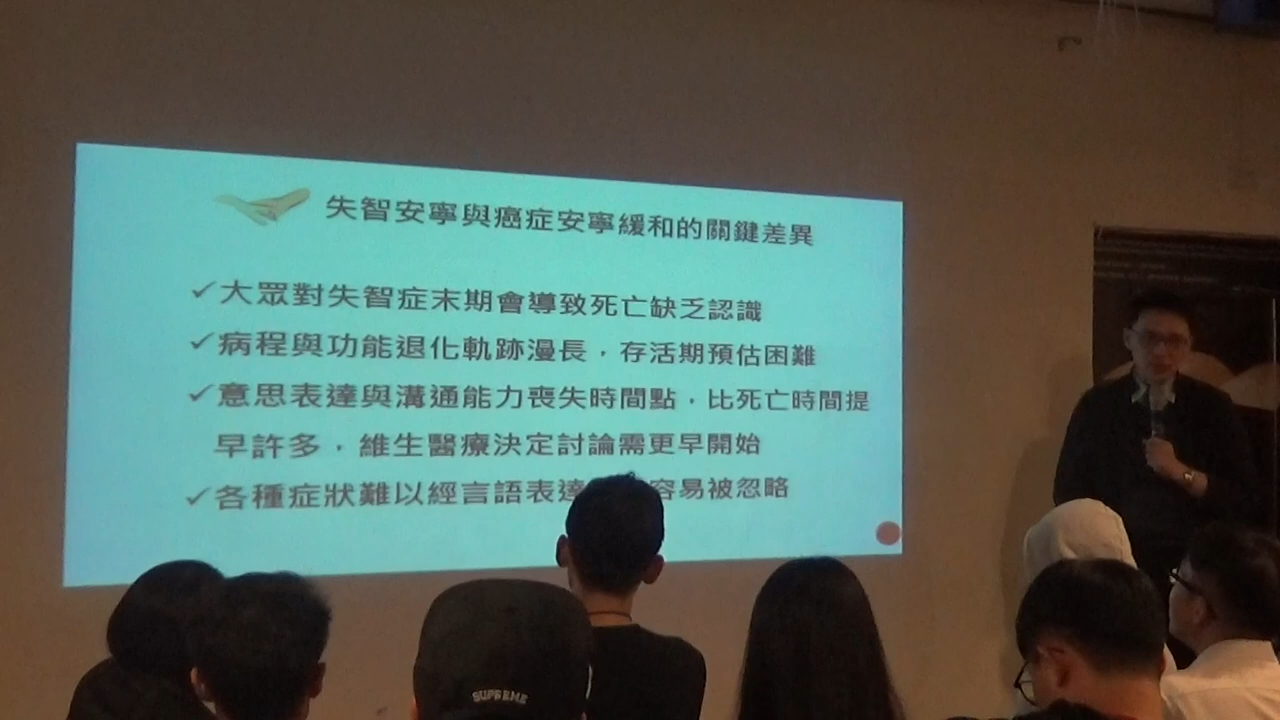 失智安寧與癌症安寧緩和的關鍵差異
✓大眾對失智症末期會導致死亡缺乏認識
✓病程與功能退化軌跡漫長,存活期預估困難
✓意思表達與溝通能力喪失時間點,比死亡時間提
早許多,維生醫療決定討論需更早開始
✓各種症狀難以經言語表達 容易被忽略
SUPREME